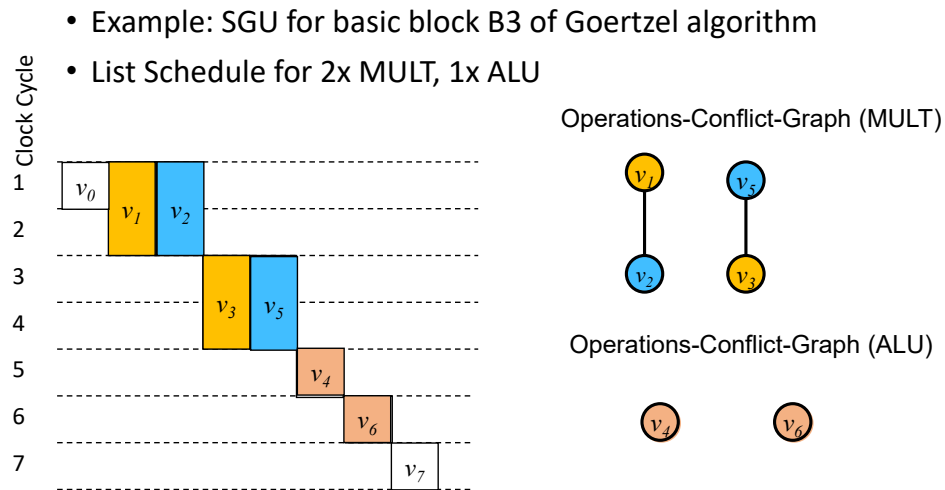 • Example: SGU for basic block B3 of Goertzel algorithm
• List Schedule for 2x MULT, 1x ALU
Clock Cycle
1
2
3
4
5
6
7
v0
v1
v2
v3
v5
v4
v6
v7
Operations-Conflict-Graph (MULT)
v1
v5
v2
v3
Operations-Conflict-Graph (ALU)
v4
v6